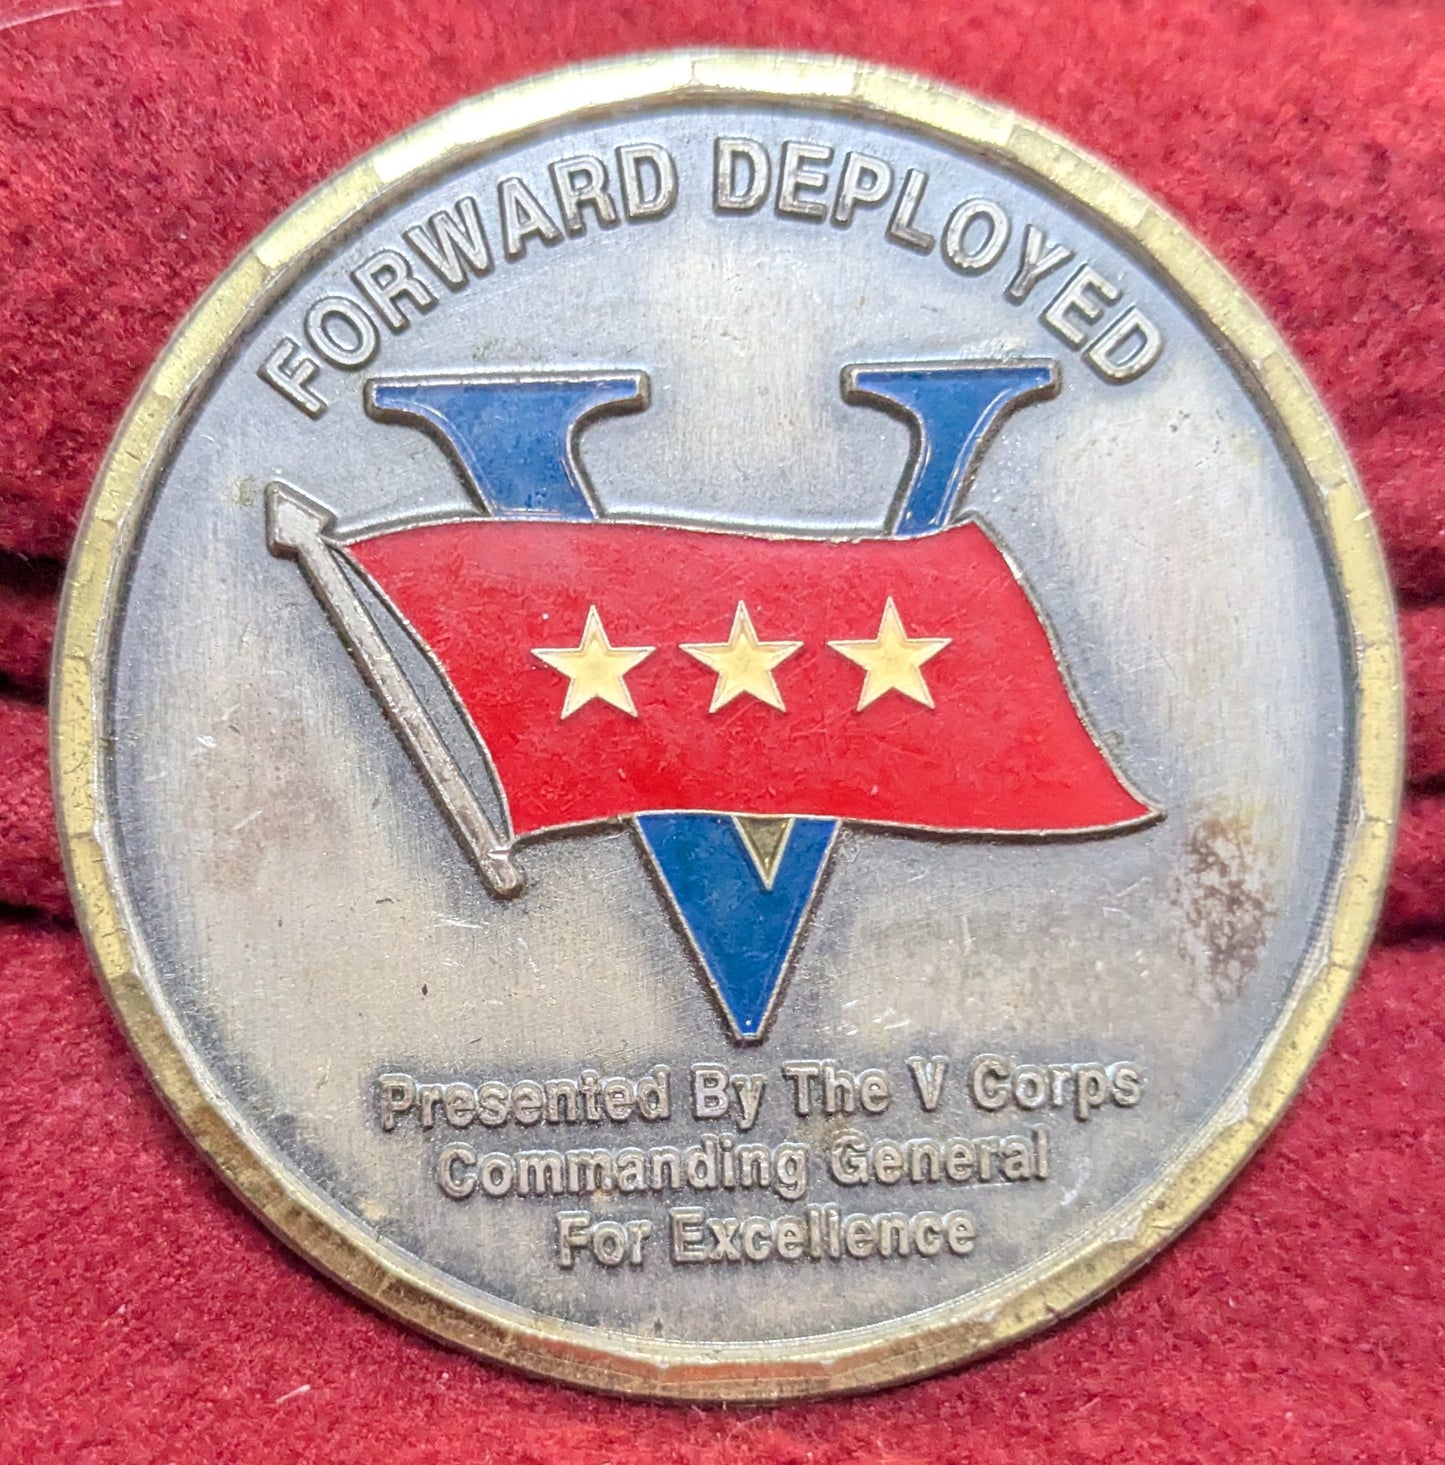 FORWARD DEPLOYED
V
Presented By The V Corps
Commanding General
For Excellence